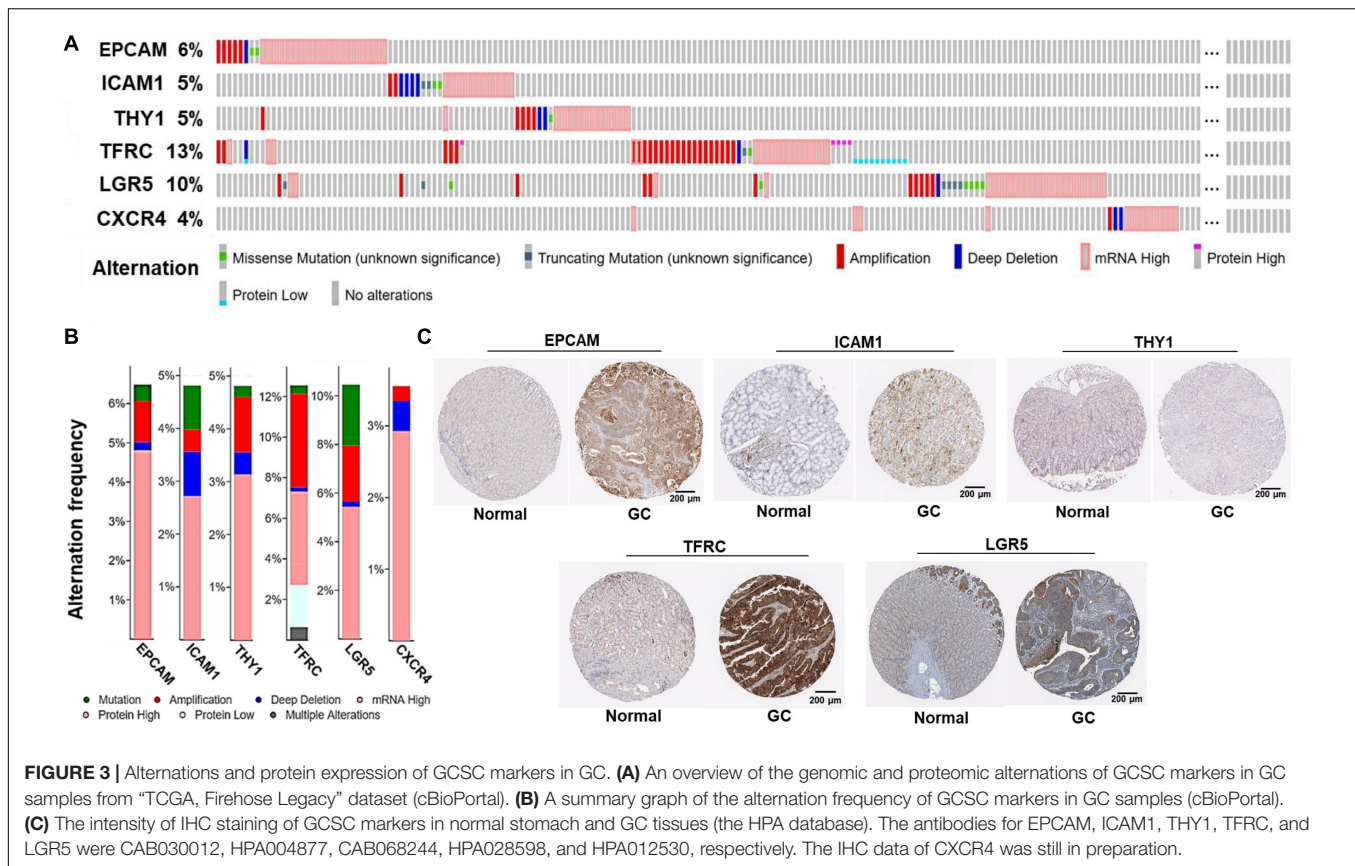 A
EPCAM 6%
...
ICAM1 5%
...
THY1 5%
...
TFRC 13%
...
LGR5 10%
...
CXCR4 4%
...
Alternation
Missense Mutation (unknown significance)
Truncating Mutation (unknown significance)
Amplification
Deep Deletion
mRNA High
Protein High
Protein Low
No alterations
B
Alternation frequency
6%
5%
4%
3%
2%
1%
EPCAM
5%
4%
3%
2%
1%
ICAM1
5%
4%
3%
2%
1%
THY1
12%
10%
8%
6%
4%
2%
TFRC
10%
8%
6%
4%
2%
LGR5
3%
2%
1%
CXCR4
Mutation
Amplification
Deep Deletion
mRNA High
Protein High
Protein Low
Multiple Alterations
C
EPCAM
200 µm
Normal
GC
ICAM1
200 µm
Normal
GC
THY1
200 µm
Normal
GC
TFRC
200 µm
Normal
GC
LGR5
200 µm
Normal
GC
FIGURE 3 | Alternations and protein expression of GCSC markers in GC. (A) An overview of the genomic and proteomic alternations of GCSC markers in GC
samples from “TCGA, Firehose Legacy” dataset (cBioPortal). (B) A summary graph of the alternation frequency of GCSC markers in GC samples (cBioPortal).
(C) The intensity of IHC staining of GCSC markers in normal stomach and GC tissues (the HPA database). The antibodies for EPCAM, ICAM1, THY1, TFRC, and
LGR5 were CAB030012, HPA004877, CAB068244, HPA028598, and HPA012530, respectively. The IHC data of CXCR4 was still in preparation.